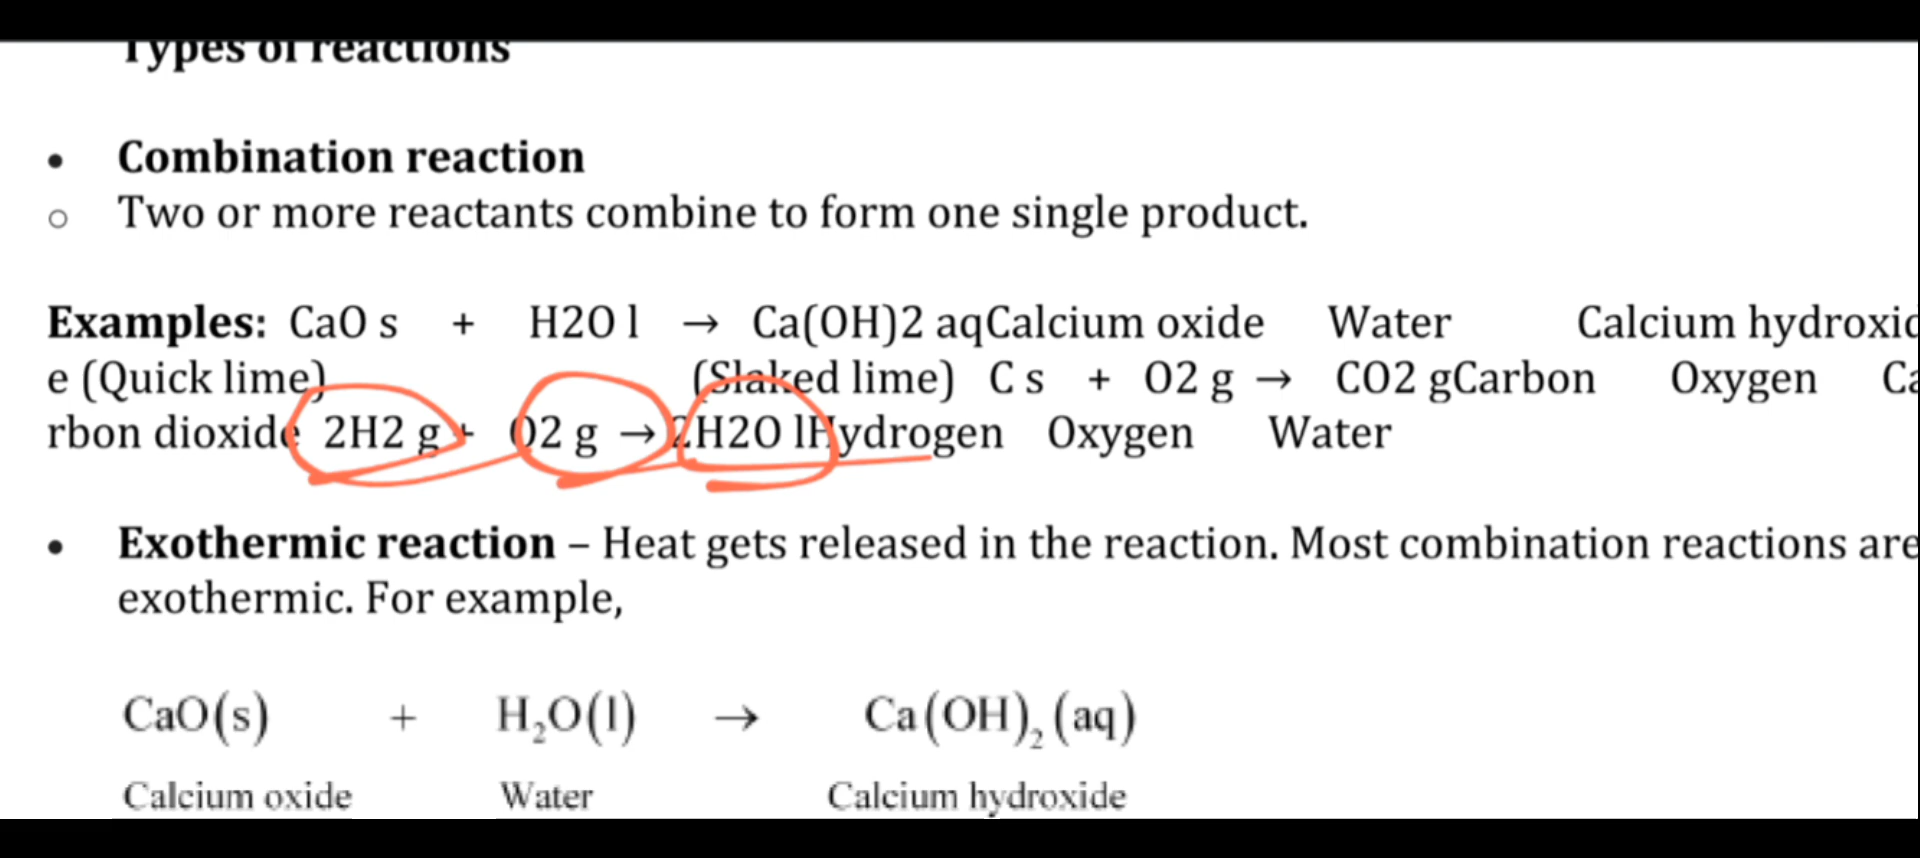 Types of reactions
• Combination reaction
○ Two or more reactants combine to form one single product.
Examples: CaO s + H2O l → Ca(OH)2 aqCalcium oxide Water Calcium hydroxid
e (Quick lime) (Slaked lime) C s + O2 g → CO2 gCarbon Oxygen Ca
rbon dioxide 2H2 g + O2 g → 2H2O lHydrogen Oxygen Water
• Exothermic reaction – Heat gets released in the reaction. Most combination reactions are
exothermic. For example,
CaO(s) + H₂O(l) → Ca(OH)₂(aq)
Calcium oxide Water Calcium hydroxide